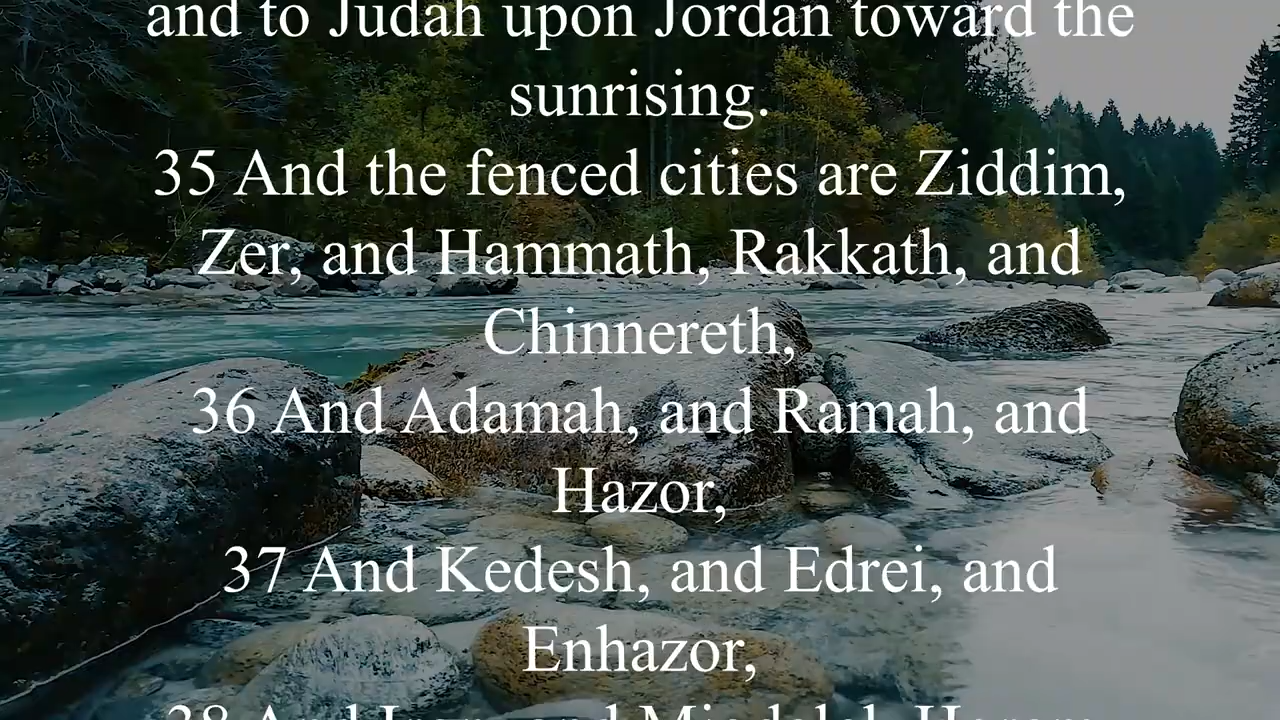 and to Judah upon Jordan toward the
sunrising.
35 And the fenced cities are Ziddim,
Zer, and Hammath, Rakkath, and
Chinnereth,
36 And Adamah, and Ramah, and
Hazor,
37 And Kedesh, and Edrei, and
Enhazor,
38 And Iron, and Migdalel, Horem,